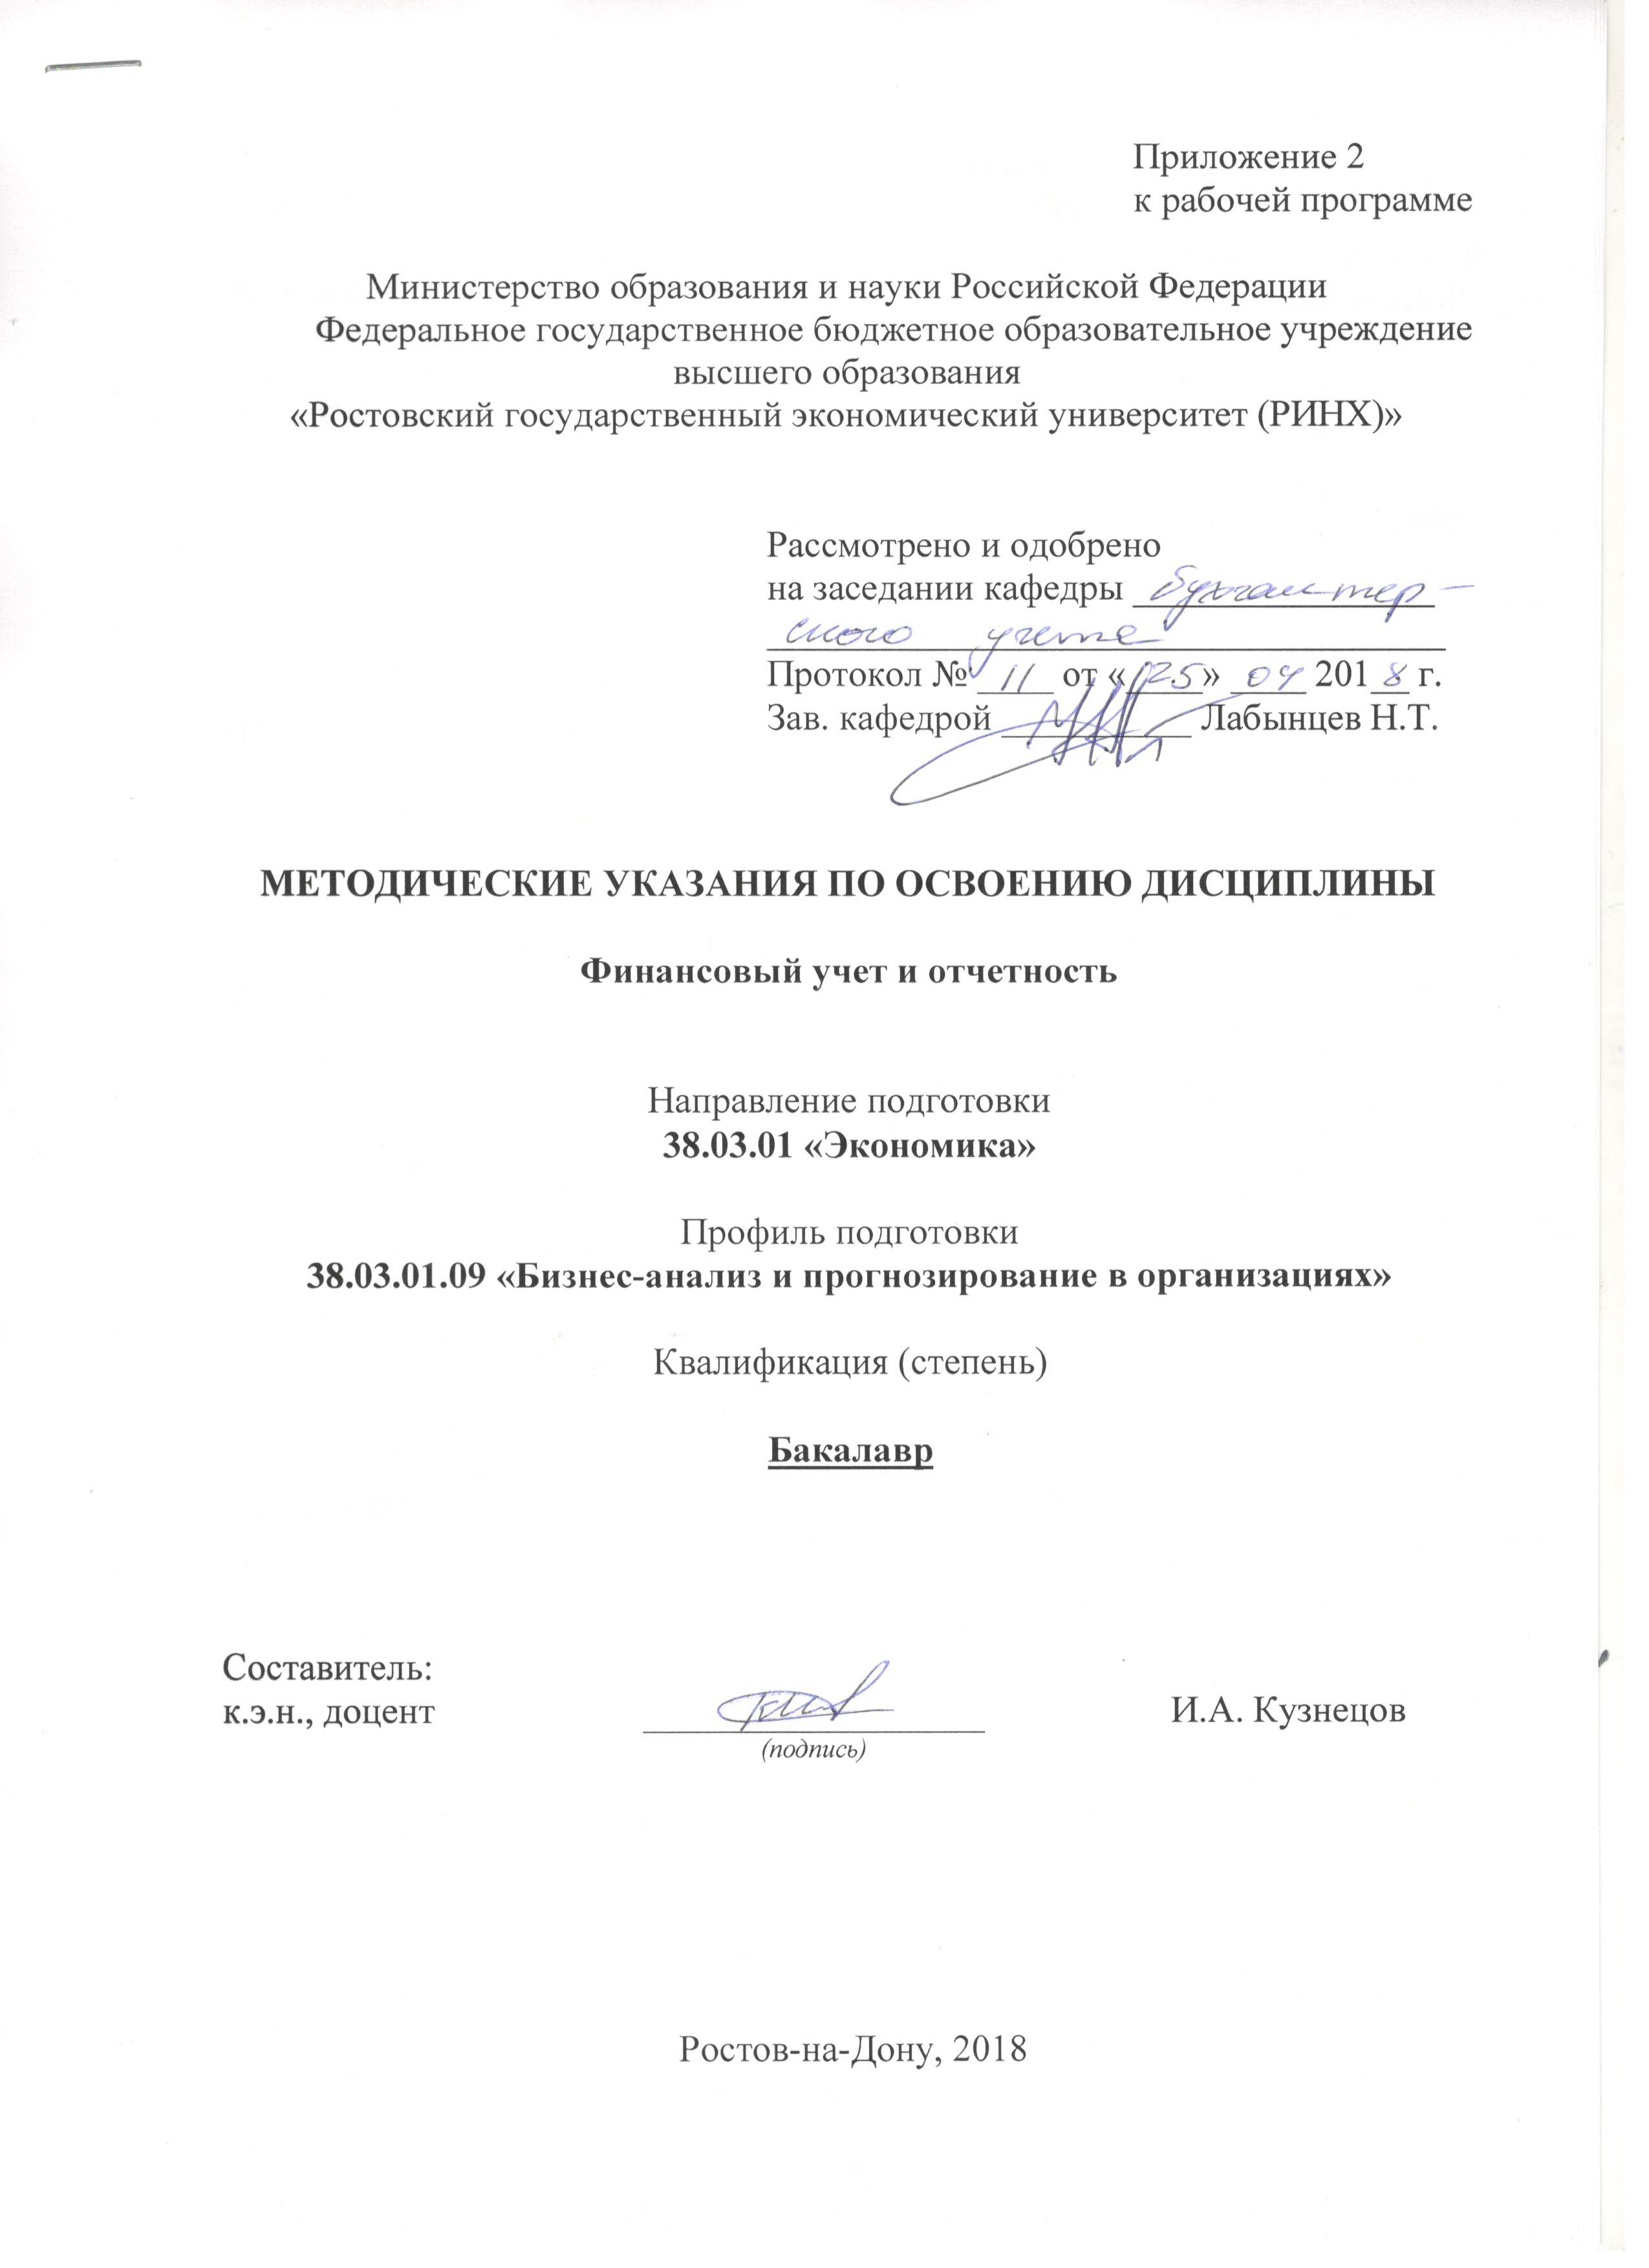 Приложение 2
к рабочей программе
Министерство образования и науки Российской Федерации
Федеральное государственное бюджетное образовательное учреждение
высшего образования
«Ростовский государственный экономический университет (РИНХ)»
Рассмотрено и одобрено
на заседании кафедры бухгалтер-
ского учета
Протокол № 11 от «25» 04 2018 г.
Зав. кафедрой Лабынцев Н.Т.
МЕТОДИЧЕСКИЕ УКАЗАНИЯ ПО ОСВОЕНИЮ ДИСЦИПЛИНЫ
Финансовый учет и отчетность
Направление подготовки
38.03.01 «Экономика»
Профиль подготовки
38.03.01.09 «Бизнес-анализ и прогнозирование в организациях»
Квалификация (степень)
Бакалавр
Составитель:
к.э.н., доцент И.А. Кузнецов
(подпись)
Ростов-на-Дону, 2018